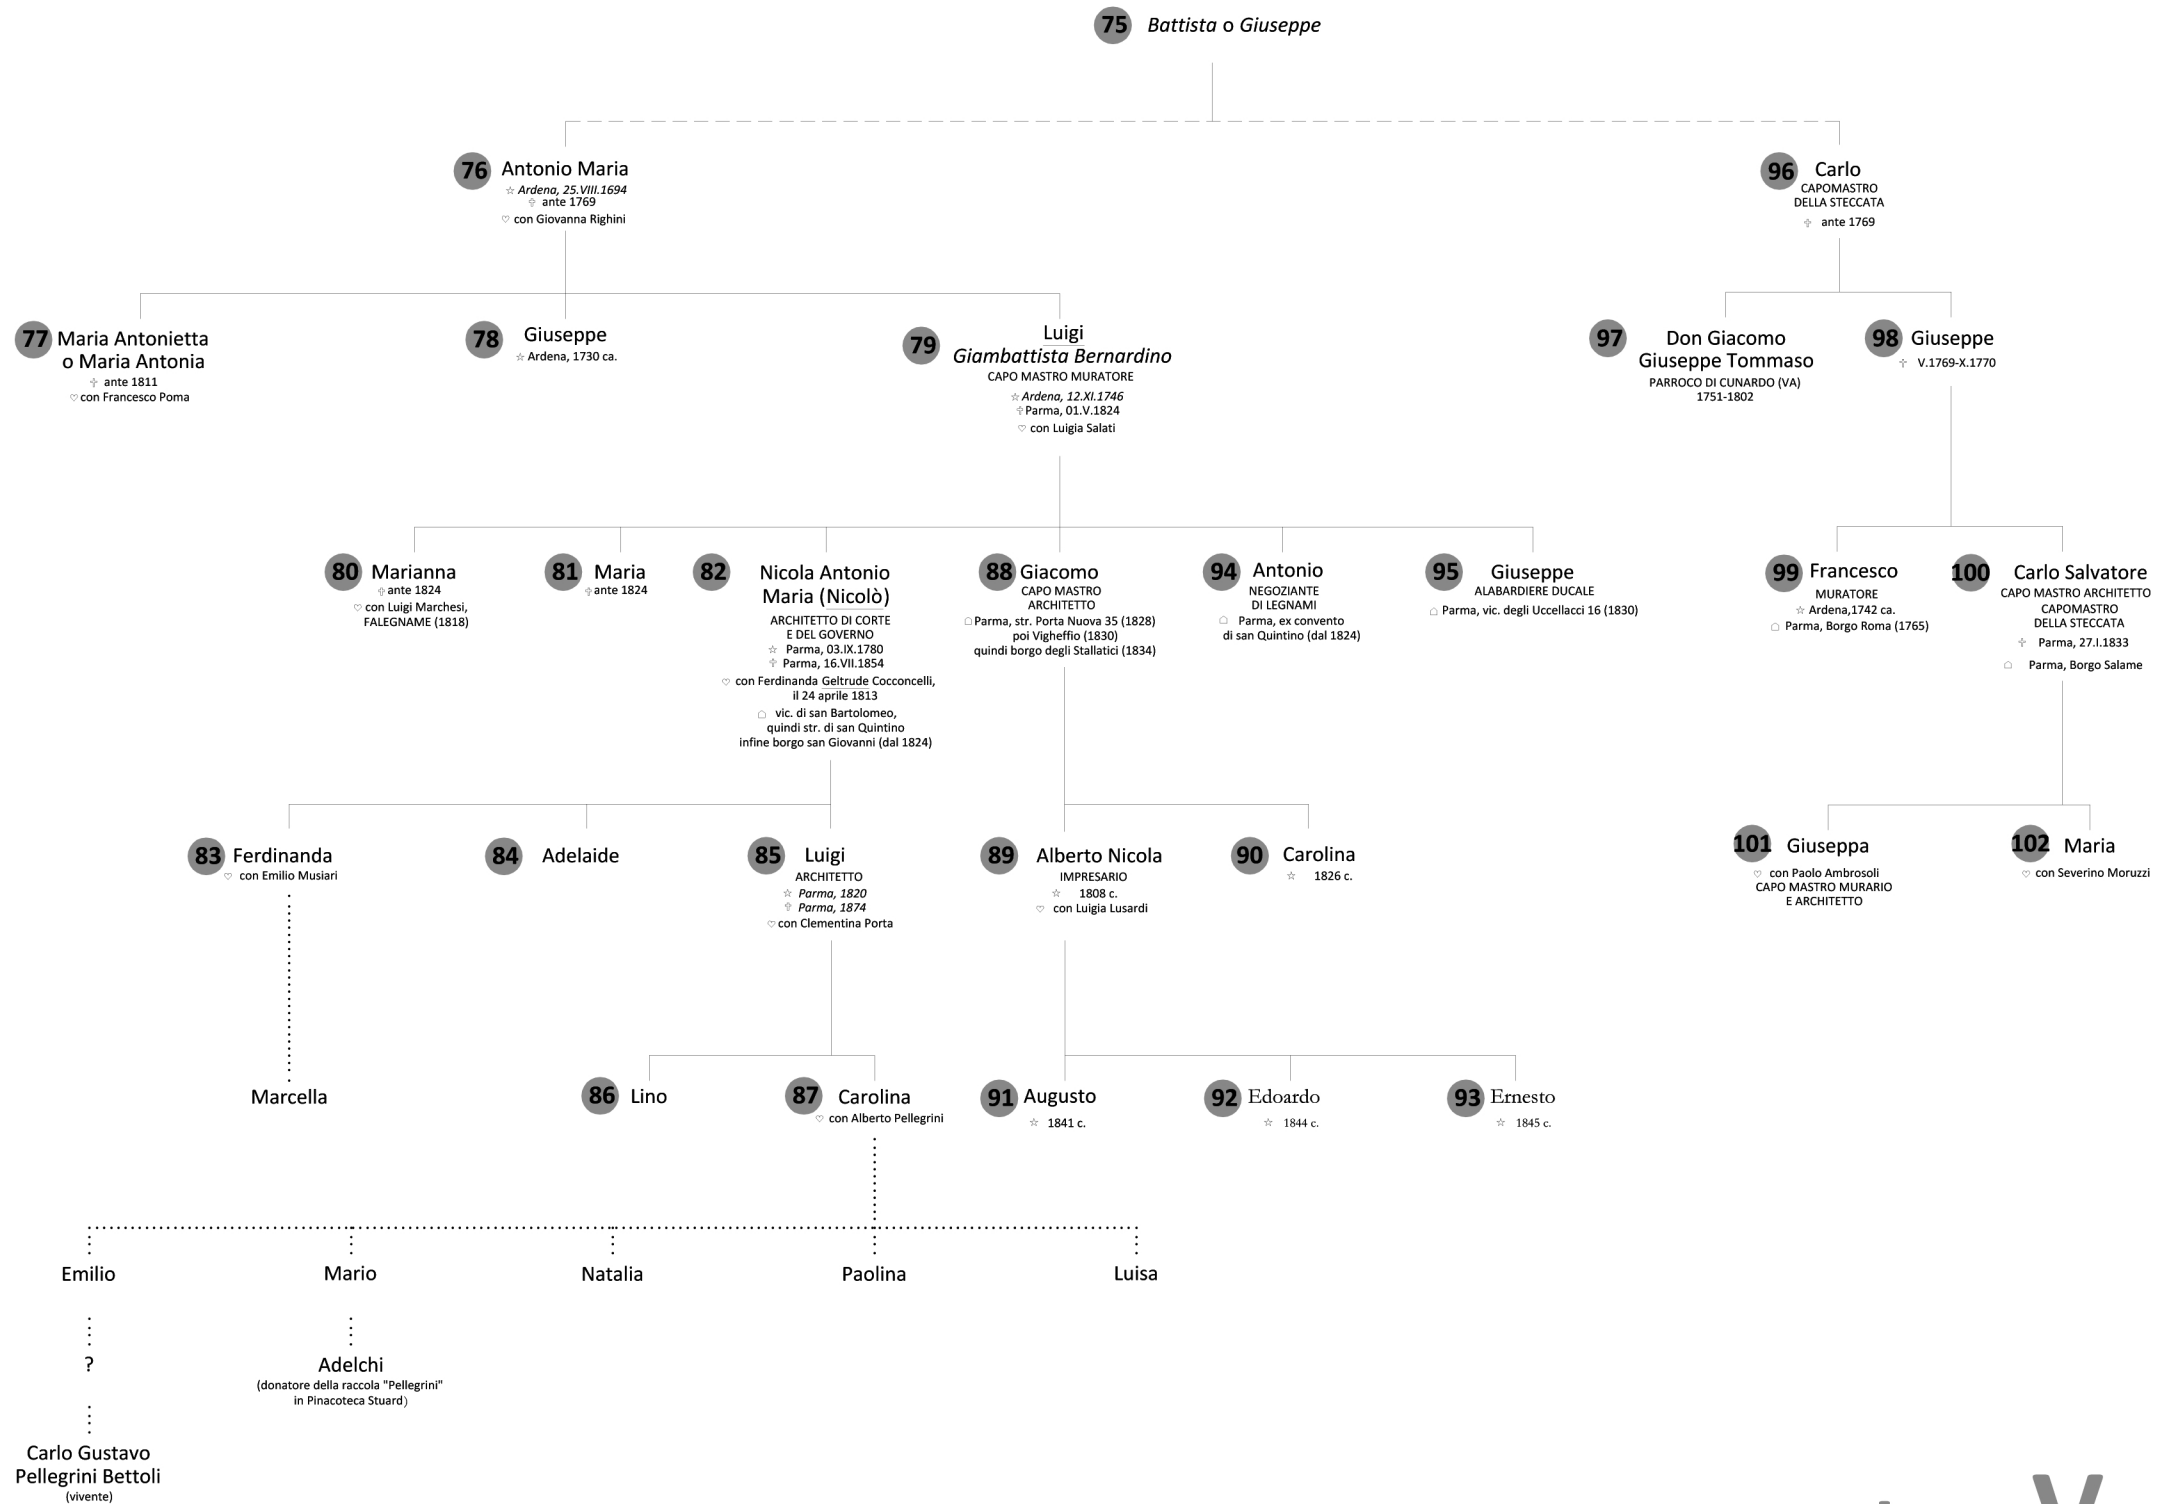 75 Battista o Giuseppe
76 Antonio Maria
☆ Ardena, 25.VIII.1694
✞ ante 1769
♡ con Giovanna Righini
96 Carlo
CAPOMASTRO
DELLA STECCATA
✞ ante 1769
77 Maria Antonietta
o Maria Antonia
✞ ante 1811
♡ con Francesco Poma
78 Giuseppe
☆ Ardena, 1730 ca.
79 Luigi
Giambattista Bernardino
CAPO MASTRO MURATORE
☆ Ardena, 12.XI.1746
✞ Parma, 01.V.1824
♡ con Luigia Salati
97 Don Giacomo
Giuseppe Tommaso
PARROCO DI CUNARDO (VA)
1751-1802
98 Giuseppe
✞ V.1769-X.1770
80 Marianna
✞ ante 1824
♡ con Luigi Marchesi,
FALEGNAME (1818)
81 Maria
✞ ante 1824
82 Nicola Antonio
Maria (Nicolò)
ARCHITETTO DI CORTE
E DEL GOVERNO
☆ Parma, 03.IX.1780
✞ Parma, 16.VII.1854
♡ con Ferdinanda Geltrude Cocconcelli,
il 24 aprile 1813
vic. di san Bartolomeo,
quindi str. di san Quintino
infine borgo san Giovanni (dal 1824)
88 Giacomo
CAPO MASTRO
ARCHITETTO
Parma, str. Porta Nuova 35 (1828)
poi Vigheffio (1830)
quindi borgo degli Stallatici (1834)
94 Antonio
NEGOZIANTE
DI LEGNAMI
Parma, ex convento
di san Quintino (dal 1824)
95 Giuseppe
ALABARDIERE DUCALE
Parma, vic. degli Uccellacci 16 (1830)
99 Francesco
MURATORE
☆ Ardena,1742 ca.
Parma, Borgo Roma (1765)
100 Carlo Salvatore
CAPO MASTRO ARCHITETTO
CAPOMASTRO
DELLA STECCATA
✞ Parma, 27.I.1833
Parma, Borgo Salame
83 Ferdinanda
♡ con Emilio Musiari
84 Adelaide
85 Luigi
ARCHITETTO
☆ Parma, 1820
✞ Parma, 1874
♡ con Clementina Porta
89 Alberto Nicola
IMPRESARIO
☆ 1808 c.
♡ con Luigia Lusardi
90 Carolina
☆ 1826 c.
101 Giuseppa
♡ con Paolo Ambrosoli
CAPO MASTRO MURARIO
E ARCHITETTO
102 Maria
♡ con Severino Moruzzi
Marcella
86 Lino
87 Carolina
♡ con Alberto Pellegrini
91 Augusto
☆ 1841 c.
92 Edoardo
☆ 1844 c.
93 Ernesto
☆ 1845 c.
Emilio
Mario
Natalia
Paolina
Luisa
?
Adelchi
(donatore della raccola "Pellegrini"
in Pinacoteca Stuard)
Carlo Gustavo
Pellegrini Bettoli
(vivente)